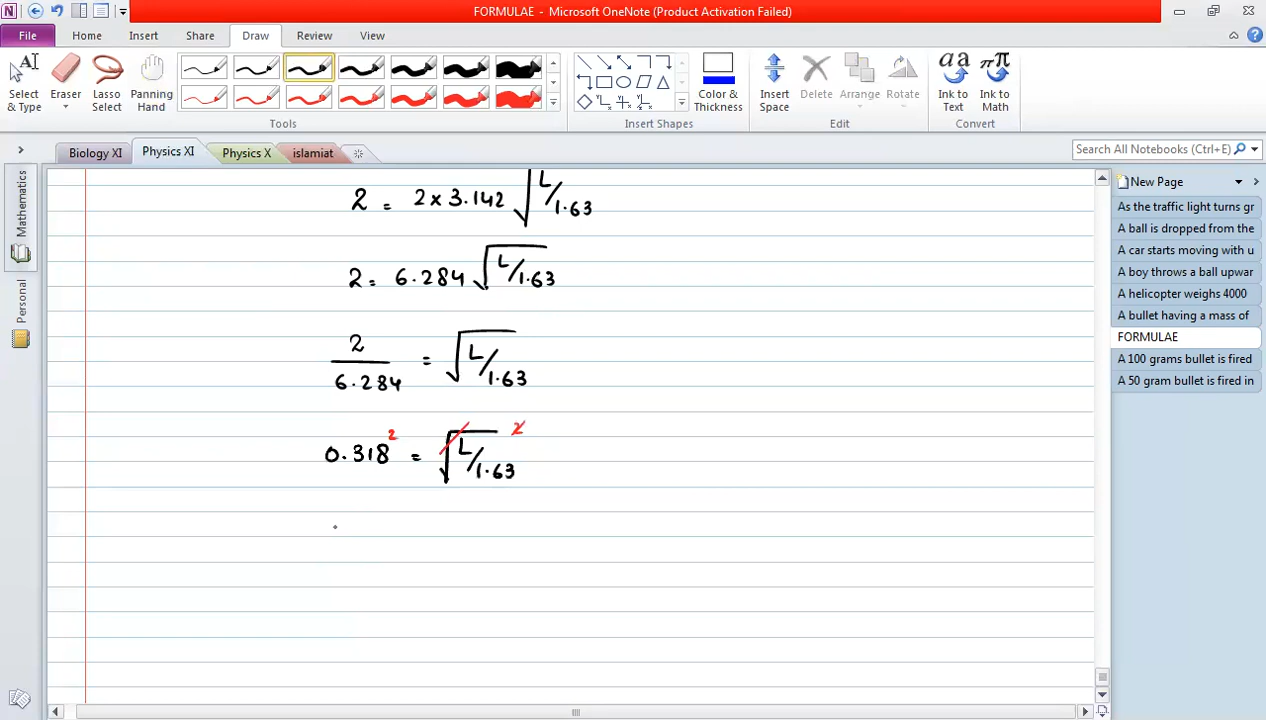 FORMULAE - Microsoft OneNote (Product Activation Failed)
File Home Insert Share Draw Review View
Select & Type
Eraser
Lasso Select
Panning Hand
Color & Thickness
Insert Space
Delete
Arrange
Rotate
Ink to Text
Ink to Math
Tools
Insert Shapes
Edit
Convert
Biology XI
Physics XI
Physics X
islamiat
Search All Notebooks (Ctrl+E)
Mathematics
Personal
2 = 2 x 3.142 √L/1.63
2 = 6.284 √L/1.63
2/6.284 = √L/1.63
0.318² = √L/1.63 ²
New Page
As the traffic light turns gr
A ball is dropped from the
A car starts moving with u
A boy throws a ball upwar
A helicopter weighs 4000
A bullet having a mass of
FORMULAE
A 100 grams bullet is fired
A 50 gram bullet is fired in